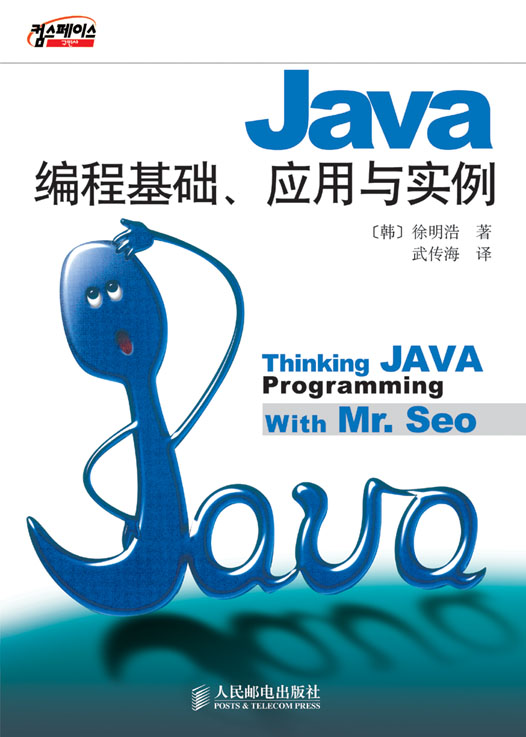 컴스페이스
Java
编程基础、应用与实例
〔韩〕徐明浩 著
武传海 译
Thinking JAVA
Programming
With Mr. Seo
Java
人民邮电出版社
POSTS & TELECOM PRESS